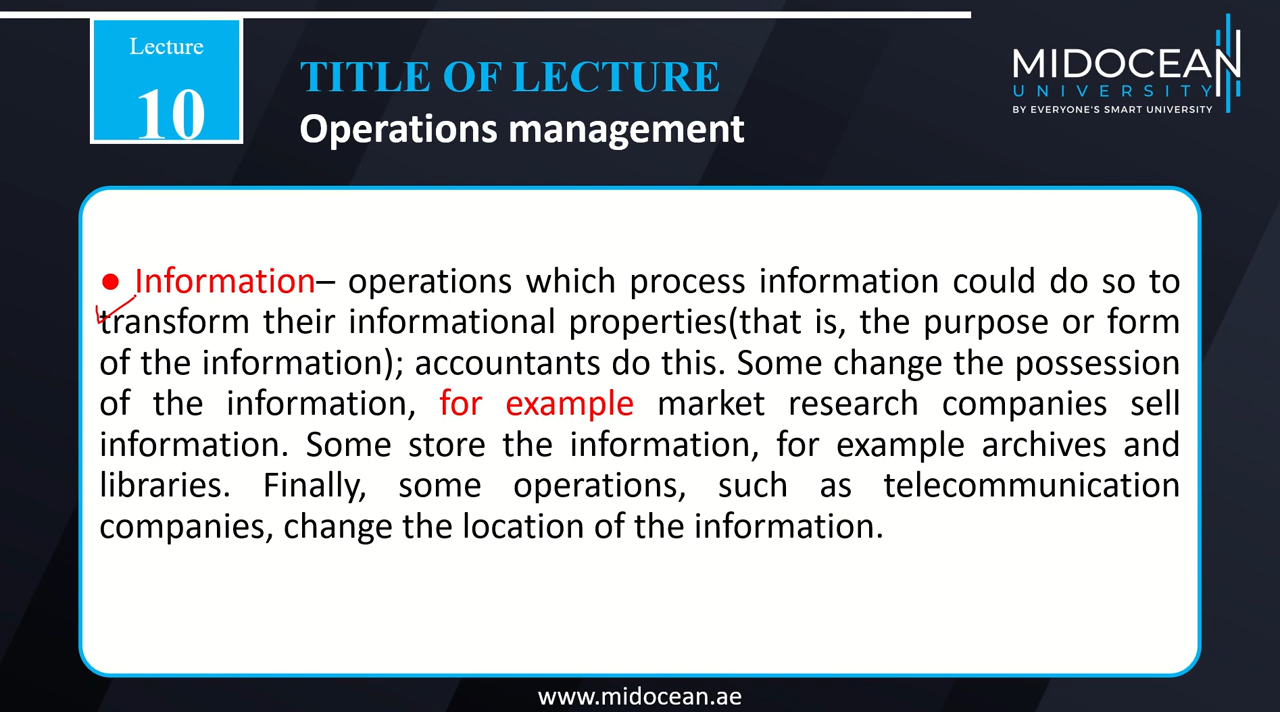 Lecture
10
TITLE OF LECTURE
Operations management
MIDOCEAN
UNIVERSITY
BY EVERYONE'S SMART UNIVERSITY
● Information– operations which process information could do so to
transform their informational properties(that is, the purpose or form
of the information); accountants do this. Some change the possession
of the information, for example market research companies sell
information. Some store the information, for example archives and
libraries. Finally, some operations, such as telecommunication
companies, change the location of the information.
www.midocean.ae